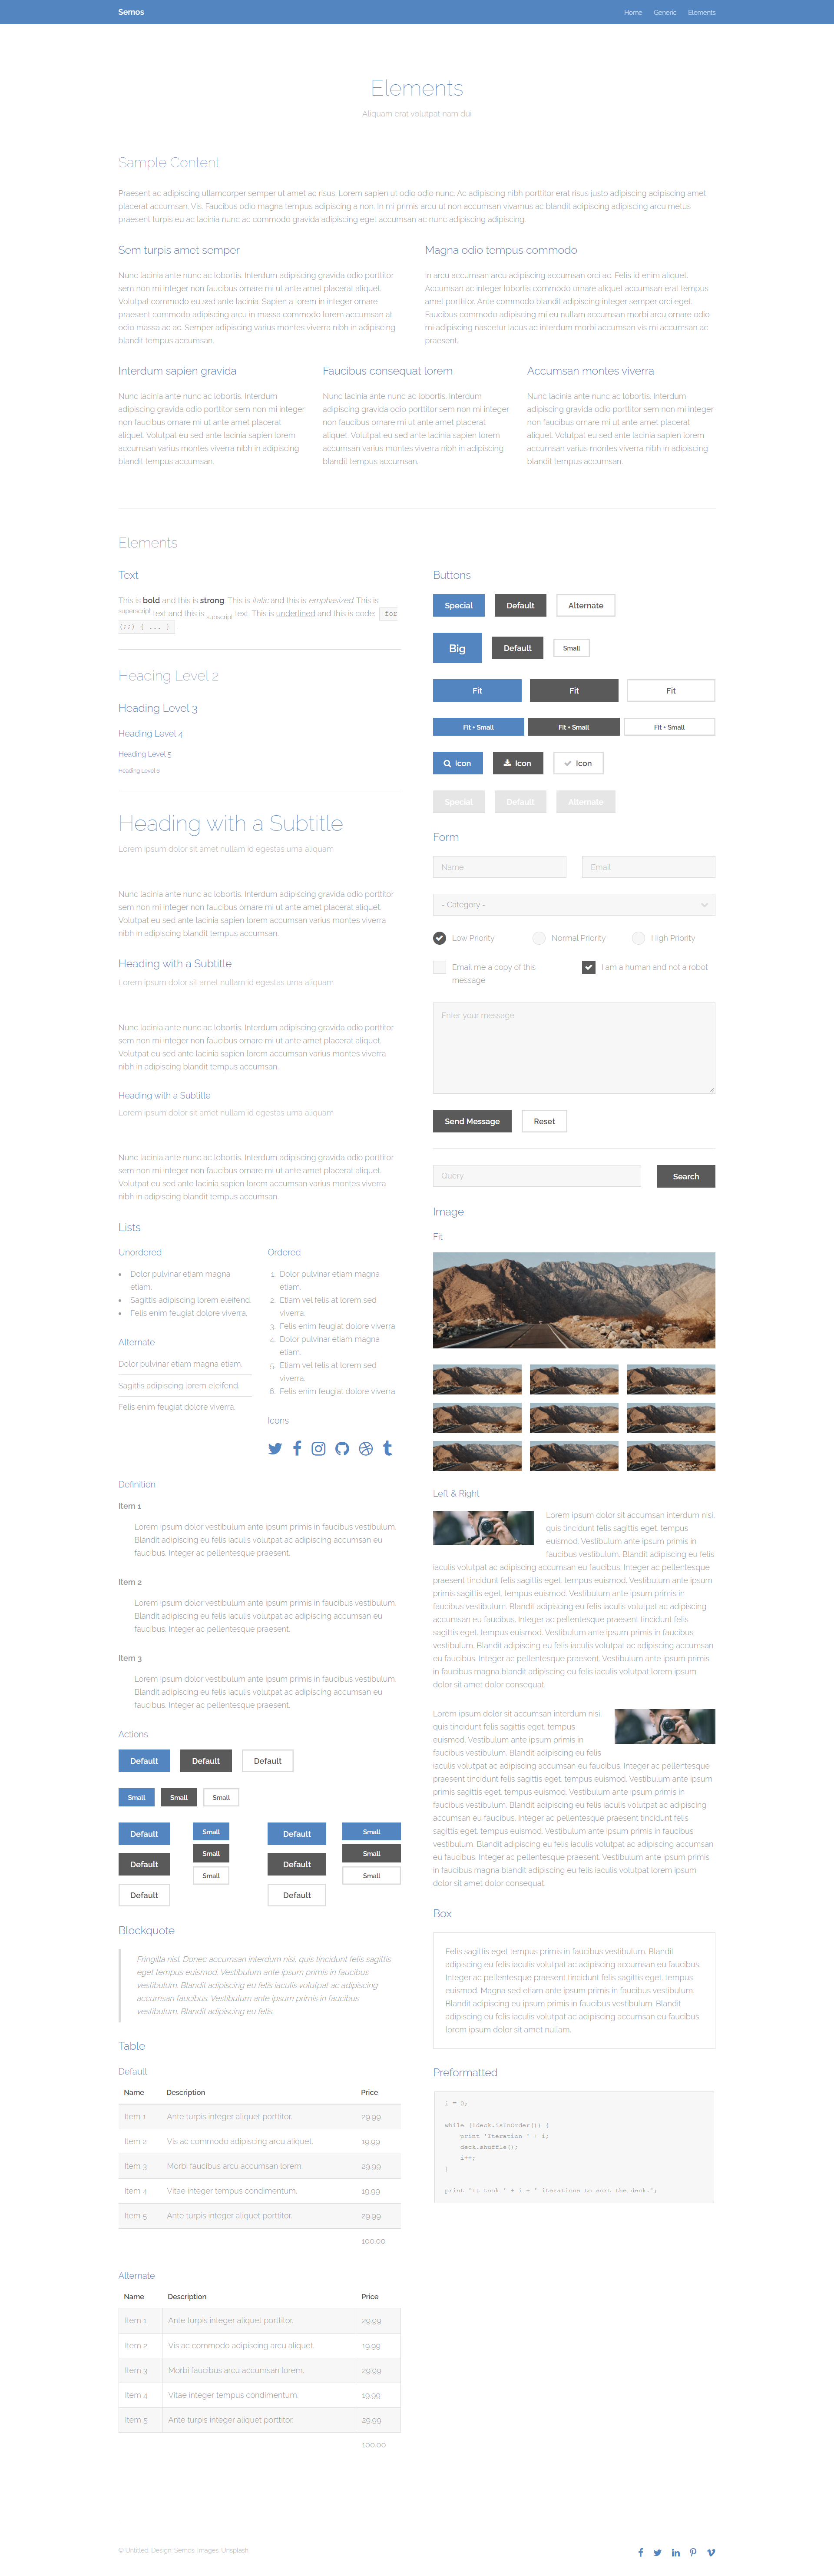 Semos
Home Generic Elements
Elements
Aliquam erat volutpat nam dui
Sample Content
Praesent ac adipiscing ullamcorper semper ut amet ac risus. Lorem sapien ut odio odio nunc. Ac adipiscing nibh porttitor erat risus justo adipiscing adipiscing amet
placerat accumsan. Vis. Faucibus odio magna tempus adipiscing a non. In mi primis arcu ut non accumsan vivamus ac blandit adipiscing adipiscing arcu metus
praesent turpis eu ac lacinia nunc ac commodo gravida adipiscing eget accumsan ac nunc adipiscing adipiscing.
Sem turpis amet semper
Nunc lacinia ante nunc ac lobortis. Interdum adipiscing gravida odio porttitor
sem non mi integer non faucibus ornare mi ut ante amet placerat aliquet.
Volutpat commodo eu sed ante lacinia. Sapien a lorem in integer ornare
praesent commodo adipiscing arcu in massa commodo lorem accumsan at
odio massa ac ac. Semper adipiscing varius montes viverra nibh in adipiscing
blandit tempus accumsan.
Magna odio tempus commodo
In arcu accumsan arcu adipiscing accumsan orci ac. Felis id enim aliquet.
Accumsan ac integer lobortis commodo ornare aliquet accumsan erat tempus
amet porttitor. Ante commodo blandit adipiscing integer semper orci eget.
Faucibus commodo adipiscing mi eu nullam accumsan morbi arcu ornare odio
mi adipiscing nascetur lacus ac interdum morbi accumsan vis mi accumsan ac
praesent.
Interdum sapien gravida
Nunc lacinia ante nunc ac lobortis. Interdum
adipiscing gravida odio porttitor sem non mi integer
non faucibus ornare mi ut ante amet placerat
aliquet. Volutpat eu sed ante lacinia sapien lorem
accumsan varius montes viverra nibh in adipiscing
blandit tempus accumsan.
Faucibus consequat lorem
Nunc lacinia ante nunc ac lobortis. Interdum
adipiscing gravida odio porttitor sem non mi integer
non faucibus ornare mi ut ante amet placerat
aliquet. Volutpat eu sed ante lacinia sapien lorem
accumsan varius montes viverra nibh in adipiscing
blandit tempus accumsan.
Accumsan montes viverra
Nunc lacinia ante nunc ac lobortis. Interdum
adipiscing gravida odio porttitor sem non mi integer
non faucibus ornare mi ut ante amet placerat
aliquet. Volutpat eu sed ante lacinia sapien lorem
accumsan varius montes viverra nibh in adipiscing
blandit tempus accumsan.
Elements
Text
This is bold and this is strong. This is italic and this is emphasized. This is
superscript text and this is subscript text. This is underlined and this is code: for
(;;) { ... }
Heading Level 2
Heading Level 3
Heading Level 4
Heading Level 5
Heading Level 6
Heading with a Subtitle
Lorem ipsum dolor sit amet nullam id egestas urna aliquam
Nunc lacinia ante nunc ac lobortis. Interdum adipiscing gravida odio porttitor
sem non mi integer non faucibus ornare mi ut ante amet placerat aliquet.
Volutpat eu sed ante lacinia sapien lorem accumsan varius montes viverra
nibh in adipiscing blandit tempus accumsan.
Heading with a Subtitle
Lorem ipsum dolor sit amet nullam id egestas urna aliquam
Nunc lacinia ante nunc ac lobortis. Interdum adipiscing gravida odio porttitor
sem non mi integer non faucibus ornare mi ut ante amet placerat aliquet.
Volutpat eu sed ante lacinia sapien lorem accumsan varius montes viverra
nibh in adipiscing blandit tempus accumsan.
Heading with a Subtitle
Lorem ipsum dolor sit amet nullam id egestas urna aliquam
Nunc lacinia ante nunc ac lobortis. Interdum adipiscing gravida odio porttitor
sem non mi integer non faucibus ornare mi ut ante amet placerat aliquet.
Volutpat eu sed ante lacinia sapien lorem accumsan varius montes viverra
nibh in adipiscing blandit tempus accumsan.
Lists
Unordered
• Dolor pulvinar etiam magna
etiam.
• Sagittis adipiscing lorem eleifend.
• Felis enim feugiat dolore viverra.
Alternate
Dolor pulvinar etiam magna etiam.
Sagittis adipiscing lorem eleifend.
Felis enim feugiat dolore viverra.
Ordered
1. Dolor pulvinar etiam magna
etiam.
2. Etiam vel felis at lorem sed
viverra.
3. Felis enim feugiat dolore viverra.
4. Dolor pulvinar etiam magna
etiam.
5. Etiam vel felis at lorem sed
viverra.
6. Felis enim feugiat dolore viverra.
Icons
Definition
Item 1
Lorem ipsum dolor vestibulum ante ipsum primis in faucibus vestibulum.
Blandit adipiscing eu felis iaculis volutpat ac adipiscing accumsan eu
faucibus. Integer ac pellentesque praesent.
Item 2
Lorem ipsum dolor vestibulum ante ipsum primis in faucibus vestibulum.
Blandit adipiscing eu felis iaculis volutpat ac adipiscing accumsan eu
faucibus. Integer ac pellentesque praesent.
Item 3
Lorem ipsum dolor vestibulum ante ipsum primis in faucibus vestibulum.
Blandit adipiscing eu felis iaculis volutpat ac adipiscing accumsan eu
faucibus. Integer ac pellentesque praesent.
Actions
Default Default Default
Small Small Small
Default Small Default Small
Default Small Default Small
Default Small Default Small
Blockquote
Fringilla nisl. Donec accumsan interdum nisi, quis tincidunt felis sagittis
eget tempus euismod. Vestibulum ante ipsum primis in faucibus
vestibulum. Blandit adipiscing eu felis iaculis volutpat ac adipiscing
accumsan faucibus. Vestibulum ante ipsum primis in faucibus
vestibulum. Blandit adipiscing eu felis.
Table
Default
Name Description Price
Item 1 Ante turpis integer aliquet porttitor. 29.99
Item 2 Vis ac commodo adipiscing arcu aliquet. 19.99
Item 3 Morbi faucibus arcu accumsan lorem. 29.99
Item 4 Vitae integer tempus condimentum. 19.99
Item 5 Ante turpis integer aliquet porttitor. 29.99
100.00
Alternate
Name Description Price
Item 1 Ante turpis integer aliquet porttitor. 29.99
Item 2 Vis ac commodo adipiscing arcu aliquet. 19.99
Item 3 Morbi faucibus arcu accumsan lorem. 29.99
Item 4 Vitae integer tempus condimentum. 19.99
Item 5 Ante turpis integer aliquet porttitor. 29.99
100.00
Buttons
Special Default Alternate
Big Default Small
Fit Fit Fit
Fit + Small Fit + Small Fit + Small
Icon Icon Icon
Special Default Alternate
Form
Name Email
- Category -
Low Priority Normal Priority High Priority
Email me a copy of this
message
I am a human and not a robot
Enter your message
Send Message Reset
Query Search
Image
Fit
Left & Right
Lorem ipsum dolor sit accumsan interdum nisi,
quis tincidunt felis sagittis eget. tempus
euismod. Vestibulum ante ipsum primis in
faucibus vestibulum. Blandit adipiscing eu felis
iaculis volutpat ac adipiscing accumsan eu faucibus. Integer ac pellentesque
praesent tincidunt felis sagittis eget. tempus euismod. Vestibulum ante ipsum
primis sagittis eget. tempus euismod. Vestibulum ante ipsum primis in
faucibus vestibulum. Blandit adipiscing eu felis iaculis volutpat ac adipiscing
accumsan eu faucibus. Integer ac pellentesque praesent tincidunt felis
sagittis eget. tempus euismod. Vestibulum ante ipsum primis in faucibus
vestibulum. Blandit adipiscing eu felis iaculis volutpat ac adipiscing accumsan
eu faucibus. Integer ac pellentesque praesent. Vestibulum ante ipsum primis
in faucibus magna blandit adipiscing eu felis iaculis volutpat lorem ipsum
dolor sit amet dolor consequat.
Lorem ipsum dolor sit accumsan interdum nisi,
quis tincidunt felis sagittis eget. tempus
euismod. Vestibulum ante ipsum primis in
faucibus vestibulum. Blandit adipiscing eu felis
iaculis volutpat ac adipiscing accumsan eu faucibus. Integer ac pellentesque
praesent tincidunt felis sagittis eget. tempus euismod. Vestibulum ante ipsum
primis sagittis eget. tempus euismod. Vestibulum ante ipsum primis in
faucibus vestibulum. Blandit adipiscing eu felis iaculis volutpat ac adipiscing
accumsan eu faucibus. Integer ac pellentesque praesent tincidunt felis
sagittis eget. tempus euismod. Vestibulum ante ipsum primis in faucibus
vestibulum. Blandit adipiscing eu felis iaculis volutpat ac adipiscing accumsan
eu faucibus. Integer ac pellentesque praesent. Vestibulum ante ipsum primis
in faucibus magna blandit adipiscing eu felis iaculis volutpat lorem ipsum
dolor sit amet dolor consequat.
Box
Felis sagittis eget tempus primis in faucibus vestibulum. Blandit
adipiscing eu felis iaculis volutpat ac adipiscing accumsan eu faucibus.
Integer ac pellentesque praesent tincidunt felis sagittis eget. tempus
euismod. Magna sed etiam ante ipsum primis in faucibus vestibulum.
Blandit adipiscing eu ipsum primis in faucibus vestibulum. Blandit
adipiscing eu felis iaculis volutpat ac adipiscing accumsan eu faucibus
lorem ipsum dolor sit amet nullam.
Preformatted
i = 0;
while (!deck.isInOrder()) {
print 'Iteration ' + i;
deck.shuffle();
i++;
}
print 'It took ' + i + ' iterations to sort the deck.';
© Untitled. Design: Semos. Images: Unsplash.